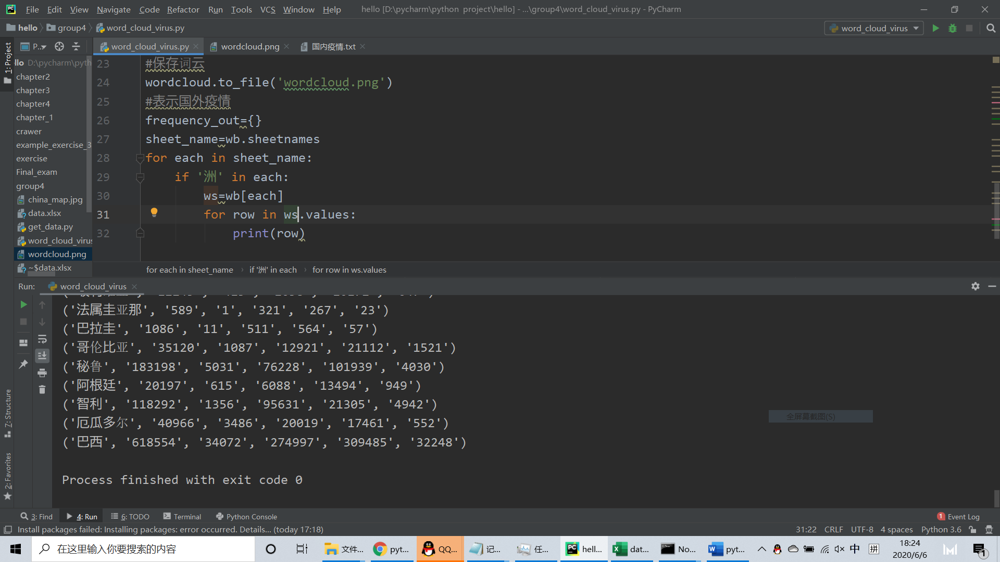 File Edit View Navigate Code Refactor Run Tools VCS Window Help hello [D:\pycharm\python project\hello] - ...\group4\word_cloud_virus.py - PyCharm
hello group4 word_cloud_virus.py word_cloud_virus
1: Project P... word_cloud_virus.py wordcloud.png 国内疫情.txt
llo D:\pycharm\pyth
chapter2
chapter3
chapter4
chapter_1
crawer
example_exercise_3
exercise
Final_exam
group4
china_map.jpg
data.xlsx
get_data.py
word_cloud_virus
wordcloud.png
~$data.xlsx
23 #保存词云
24 wordcloud.to_file('wordcloud.png')
25 #表示国外疫情
26 frequency_out={}
27 sheet_name=wb.sheetnames
28 for each in sheet_name:
29 if '洲' in each:
30 ws=wb[each]
31 for row in ws.values:
32 print(row)
for each in sheet_name if '洲' in each for row in ws.values
Run: word_cloud_virus
('法属圭亚那', '589', '1', '321', '267', '23')
('巴拉圭', '1086', '11', '511', '564', '57')
('哥伦比亚', '35120', '1087', '12921', '21112', '1521')
('秘鲁', '183198', '5031', '76228', '101939', '4030')
('阿根廷', '20197', '615', '6088', '13494', '949')
('智利', '118292', '1356', '95631', '21305', '4942')
('厄瓜多尔', '40966', '3486', '20019', '17461', '552')
('巴西', '618554', '34072', '274997', '309485', '32248')
Process finished with exit code 0
全屏幕截图(S)
7: Structure
2: Favorites
3: Find 4: Run 6: TODO Terminal Python Console 1 Event Log
Install packages failed: Installing packages: error occurred. Details... (today 17:18) 31:22 CRLF UTF-8 4 spaces Python 3.6
在这里输入你要搜索的内容 文件... pyt... QQ... 记... 任... hell... dat... No... pyt... 中 拼 18:24
2020/6/6 1